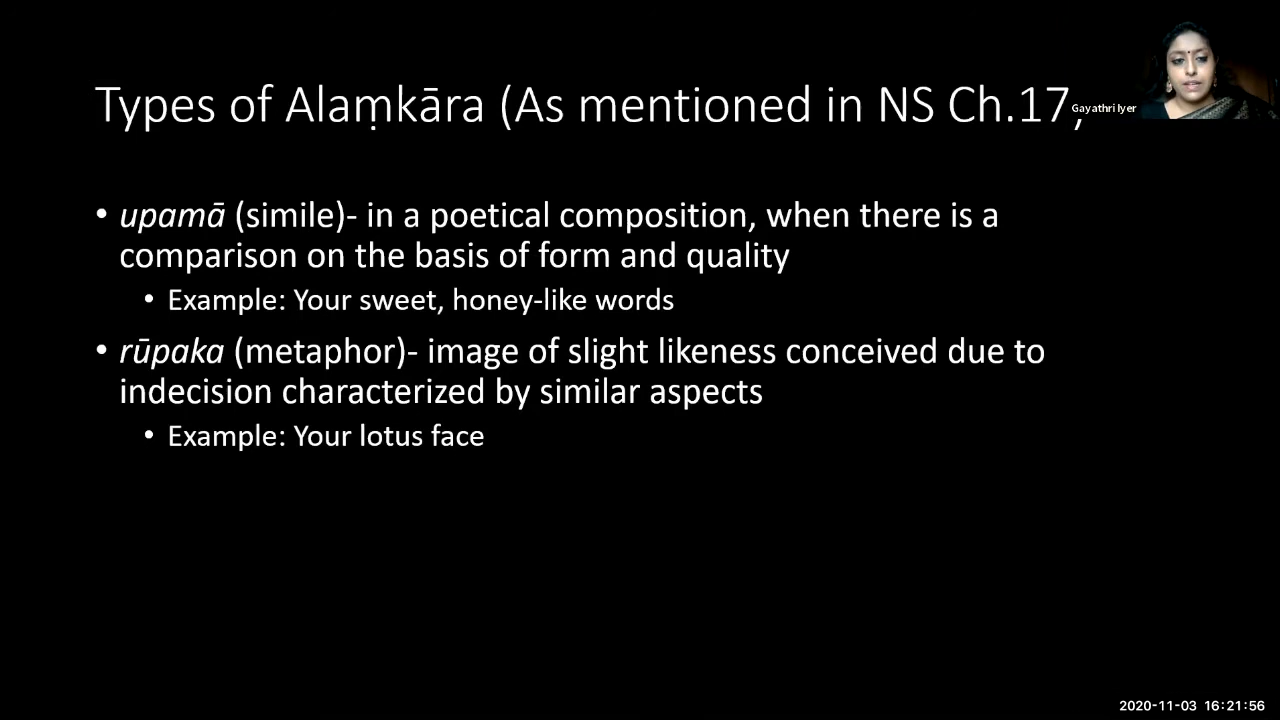 Types of Alaṃkāra (As mentioned in NS Ch.17,
Gayathri Iyer
• upamā (simile)- in a poetical composition, when there is a
comparison on the basis of form and quality
• Example: Your sweet, honey-like words
• rūpaka (metaphor)- image of slight likeness conceived due to
indecision characterized by similar aspects
• Example: Your lotus face
2020-11-03 16:21:56